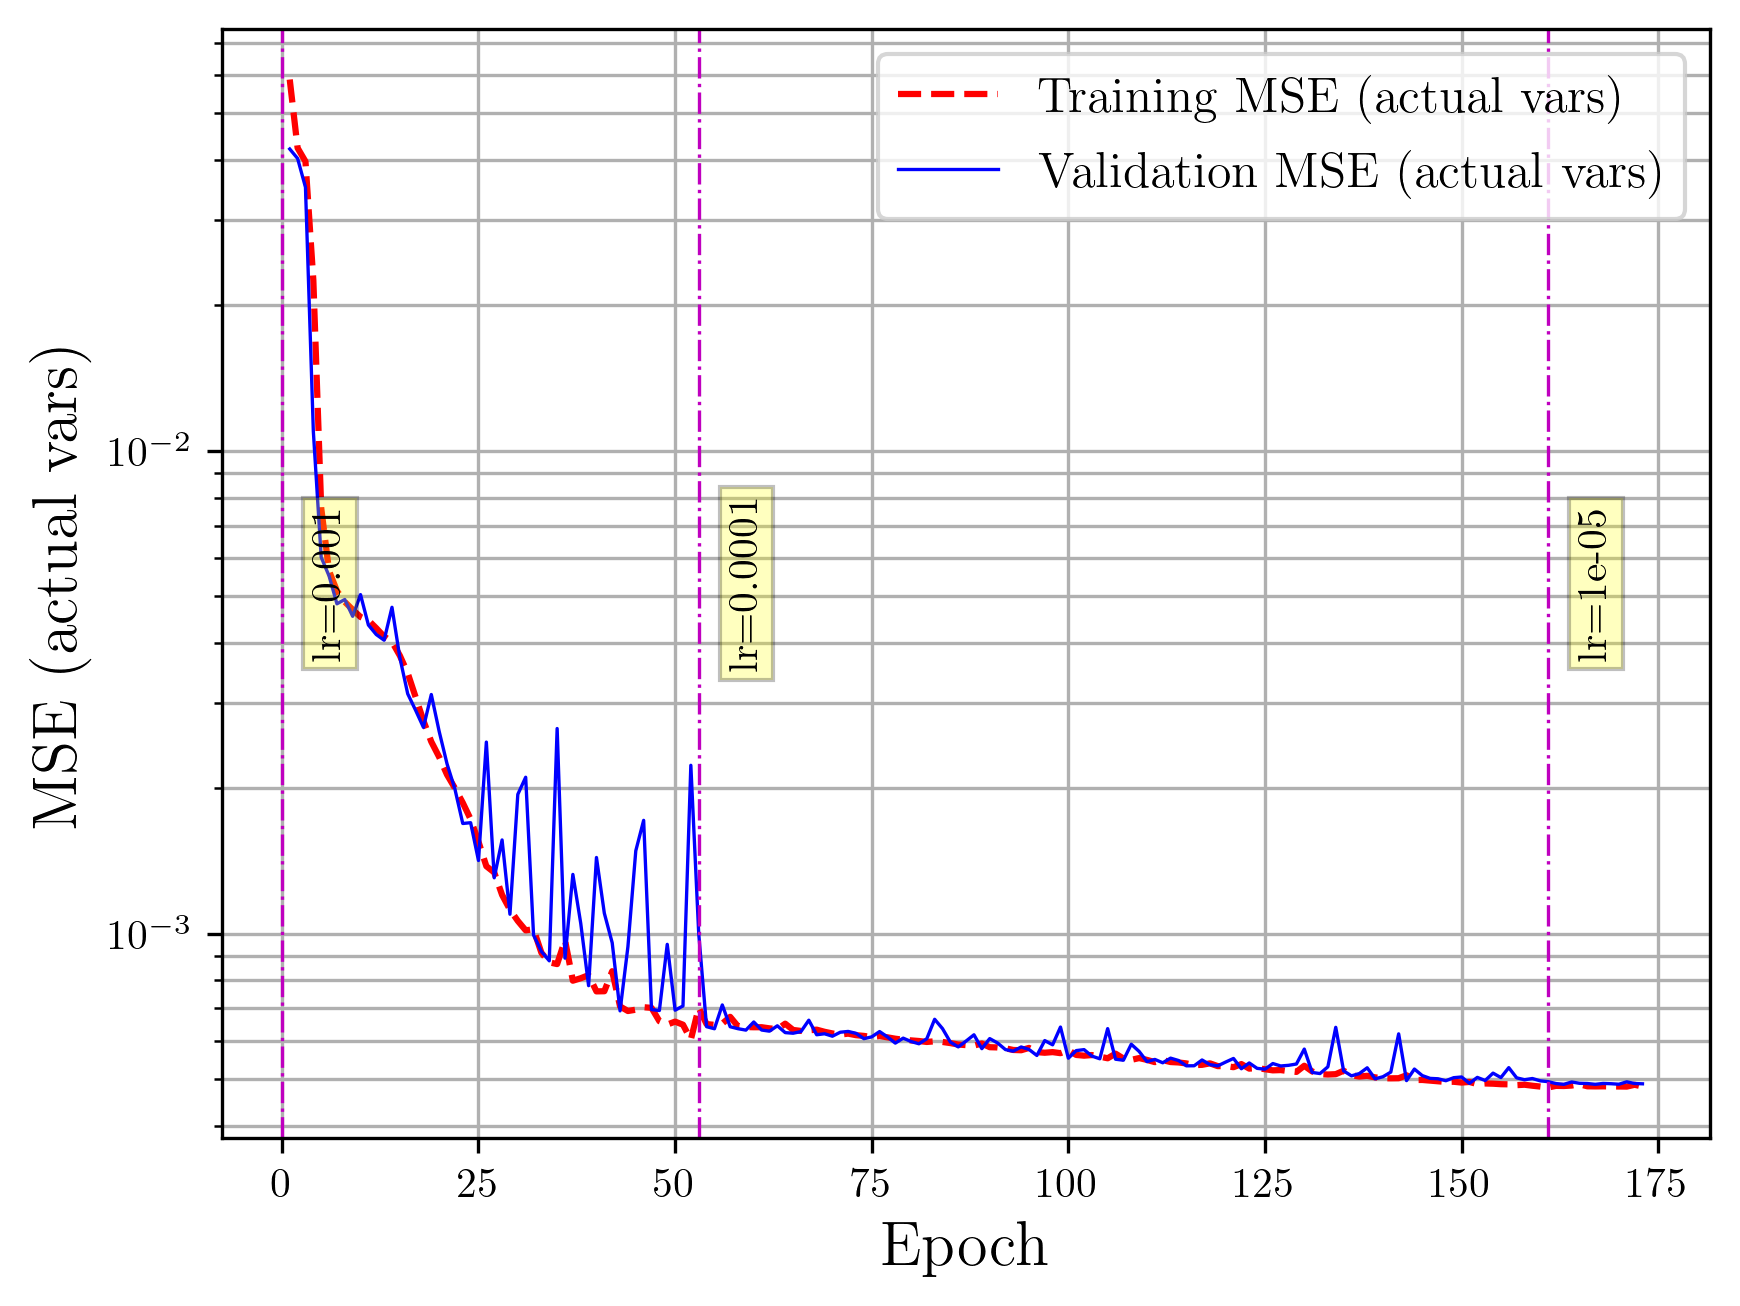 Training MSE (actual vars)
Validation MSE (actual vars)
MSE (actual vars)
10⁻²
10⁻³
lr=0.001
lr=0.0001
lr=1e-05
0 25 50 75 100 125 150 175
Epoch